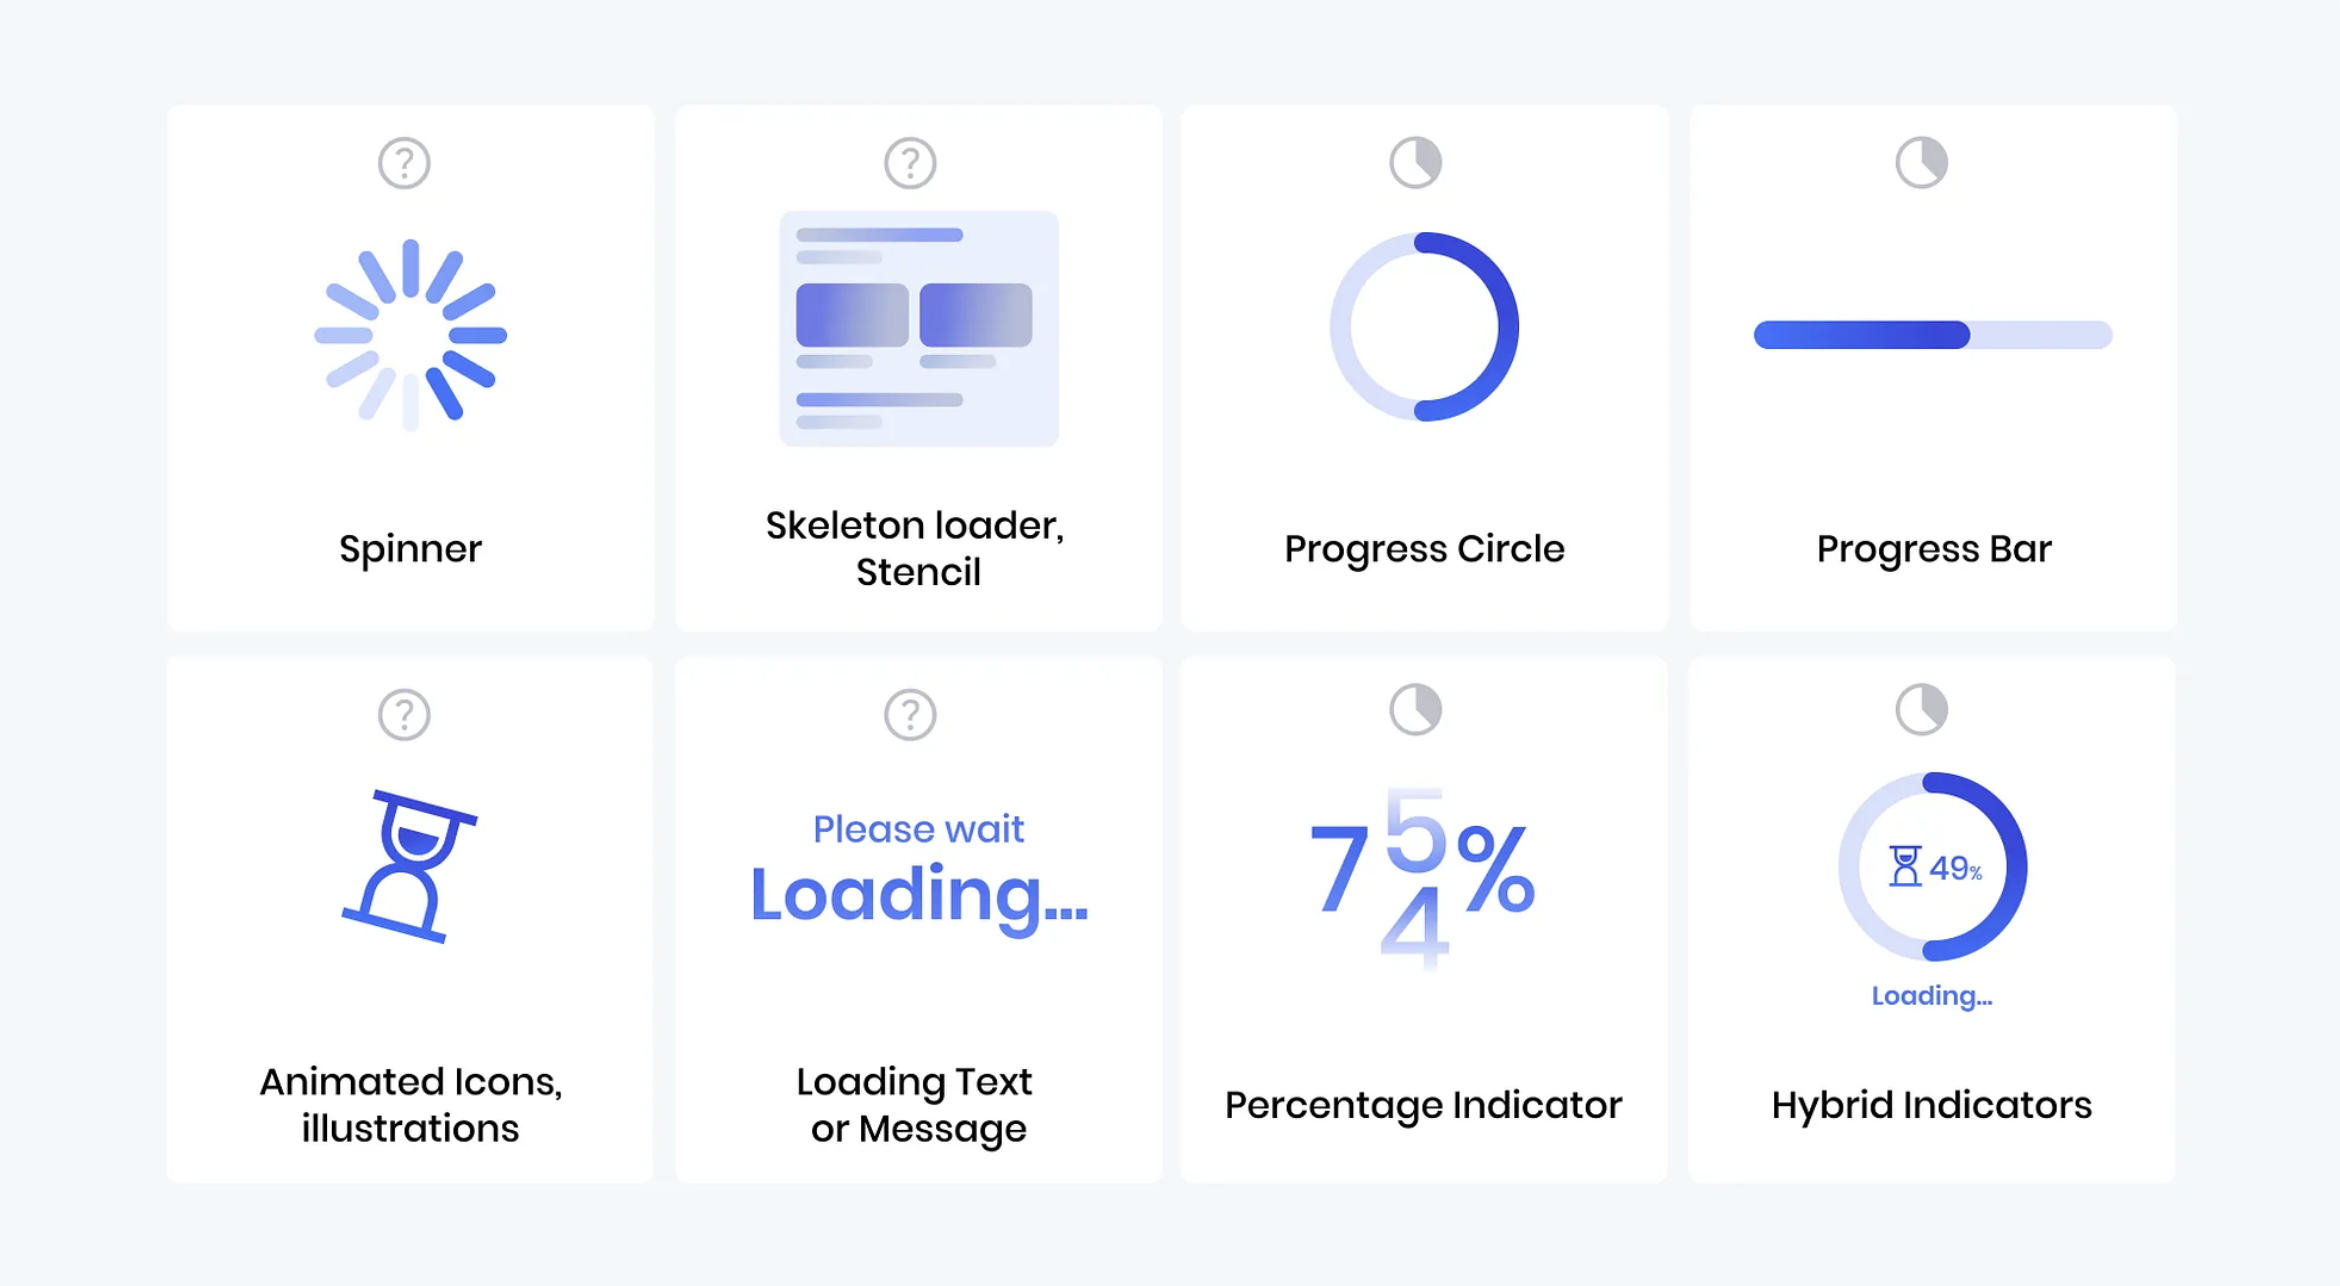 ?
?
Spinner
Skeleton loader,
Stencil
Progress Circle
Progress Bar
?
?
Please wait
Loading...
7 5 %
4
49%
Loading...
Animated Icons,
illustrations
Loading Text
or Message
Percentage Indicator
Hybrid Indicators